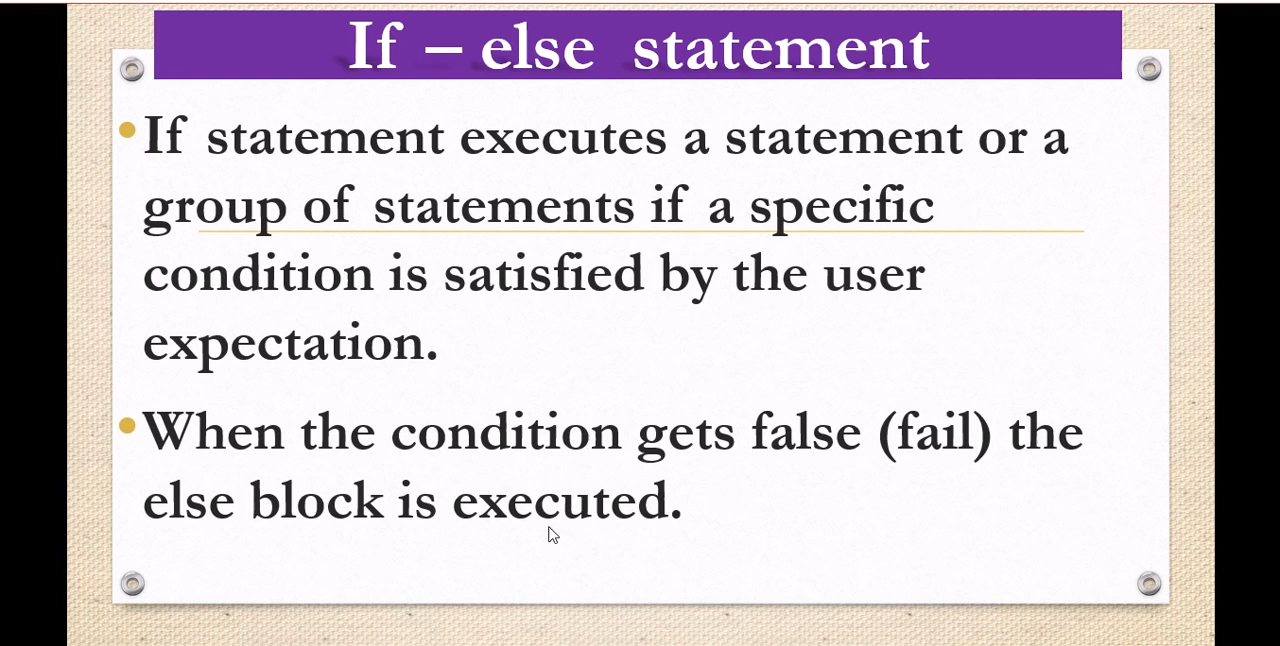 If – else statement
•If statement executes a statement or a
group of statements if a specific
condition is satisfied by the user
expectation.
•When the condition gets false (fail) the
else block is executed.